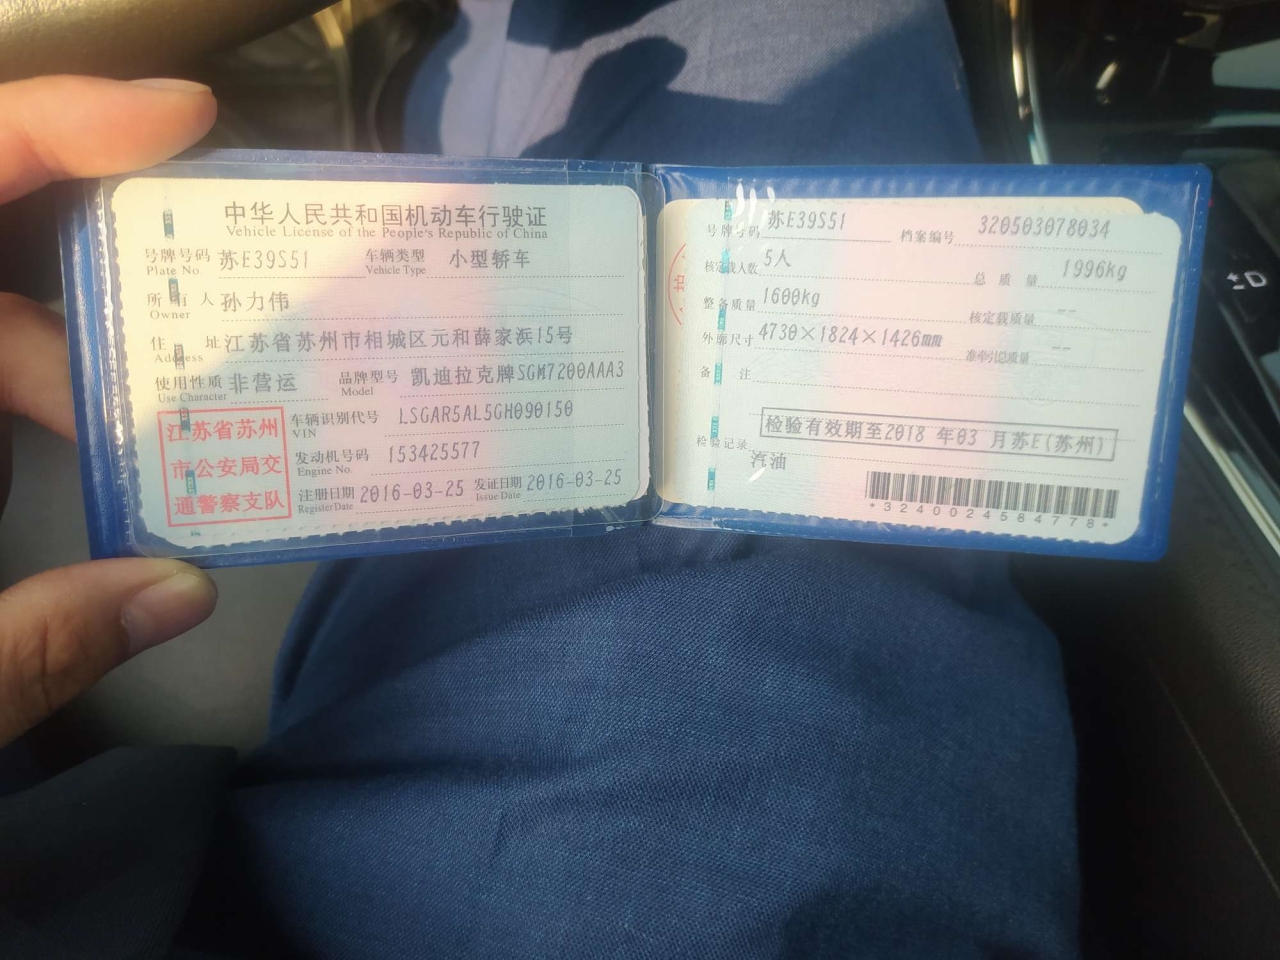 中华人民共和国机动车行驶证
Vehicle License of the People's Republic of China
号牌号码 苏E39S51 车辆类型 小型轿车
Plate No. Vehicle Type
所有人 孙力伟
Owner
住址 江苏省苏州市相城区元和薛家浜15号
Address
使用性质 非营运 品牌型号 凯迪拉克牌SGM7200AAA3
Use Character Model
江苏省苏州
市公安局交
通警察支队
车辆识别代号 LSGAR5AL5GH090150
VIN
发动机号码 153425577
Engine No.
注册日期 2016-03-25 发证日期 2016-03-25
Register Date Issue Date
号牌号码 苏E39S51 档案编号 320503078034
核定载人数 5人 总质量 1996kg
整备质量 1600kg 核定载质量 --
外廓尺寸 4730×1824×1426mm 准牵引总质量 --
备注
检验有效期至2018 年03 月苏E(苏州)
检验记录
汽油
*3240024584778*
±D